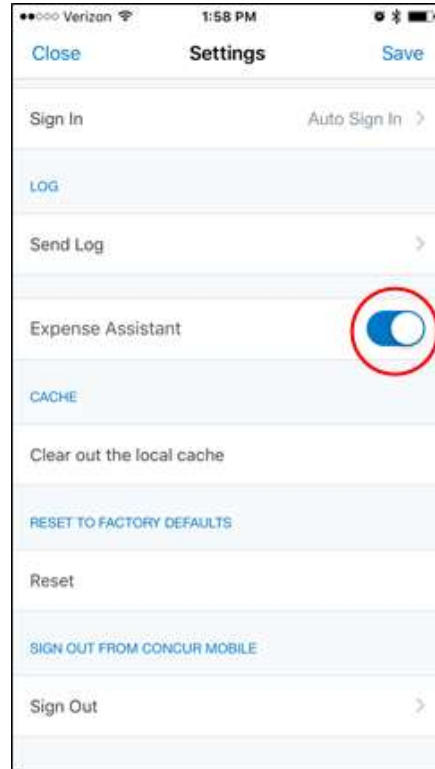 Verizon 1:58 PM
Close Settings Save
Sign In Auto Sign In
LOG
Send Log
Expense Assistant
CACHE
Clear out the local cache
RESET TO FACTORY DEFAULTS
Reset
SIGN OUT FROM CONCUR MOBILE
Sign Out